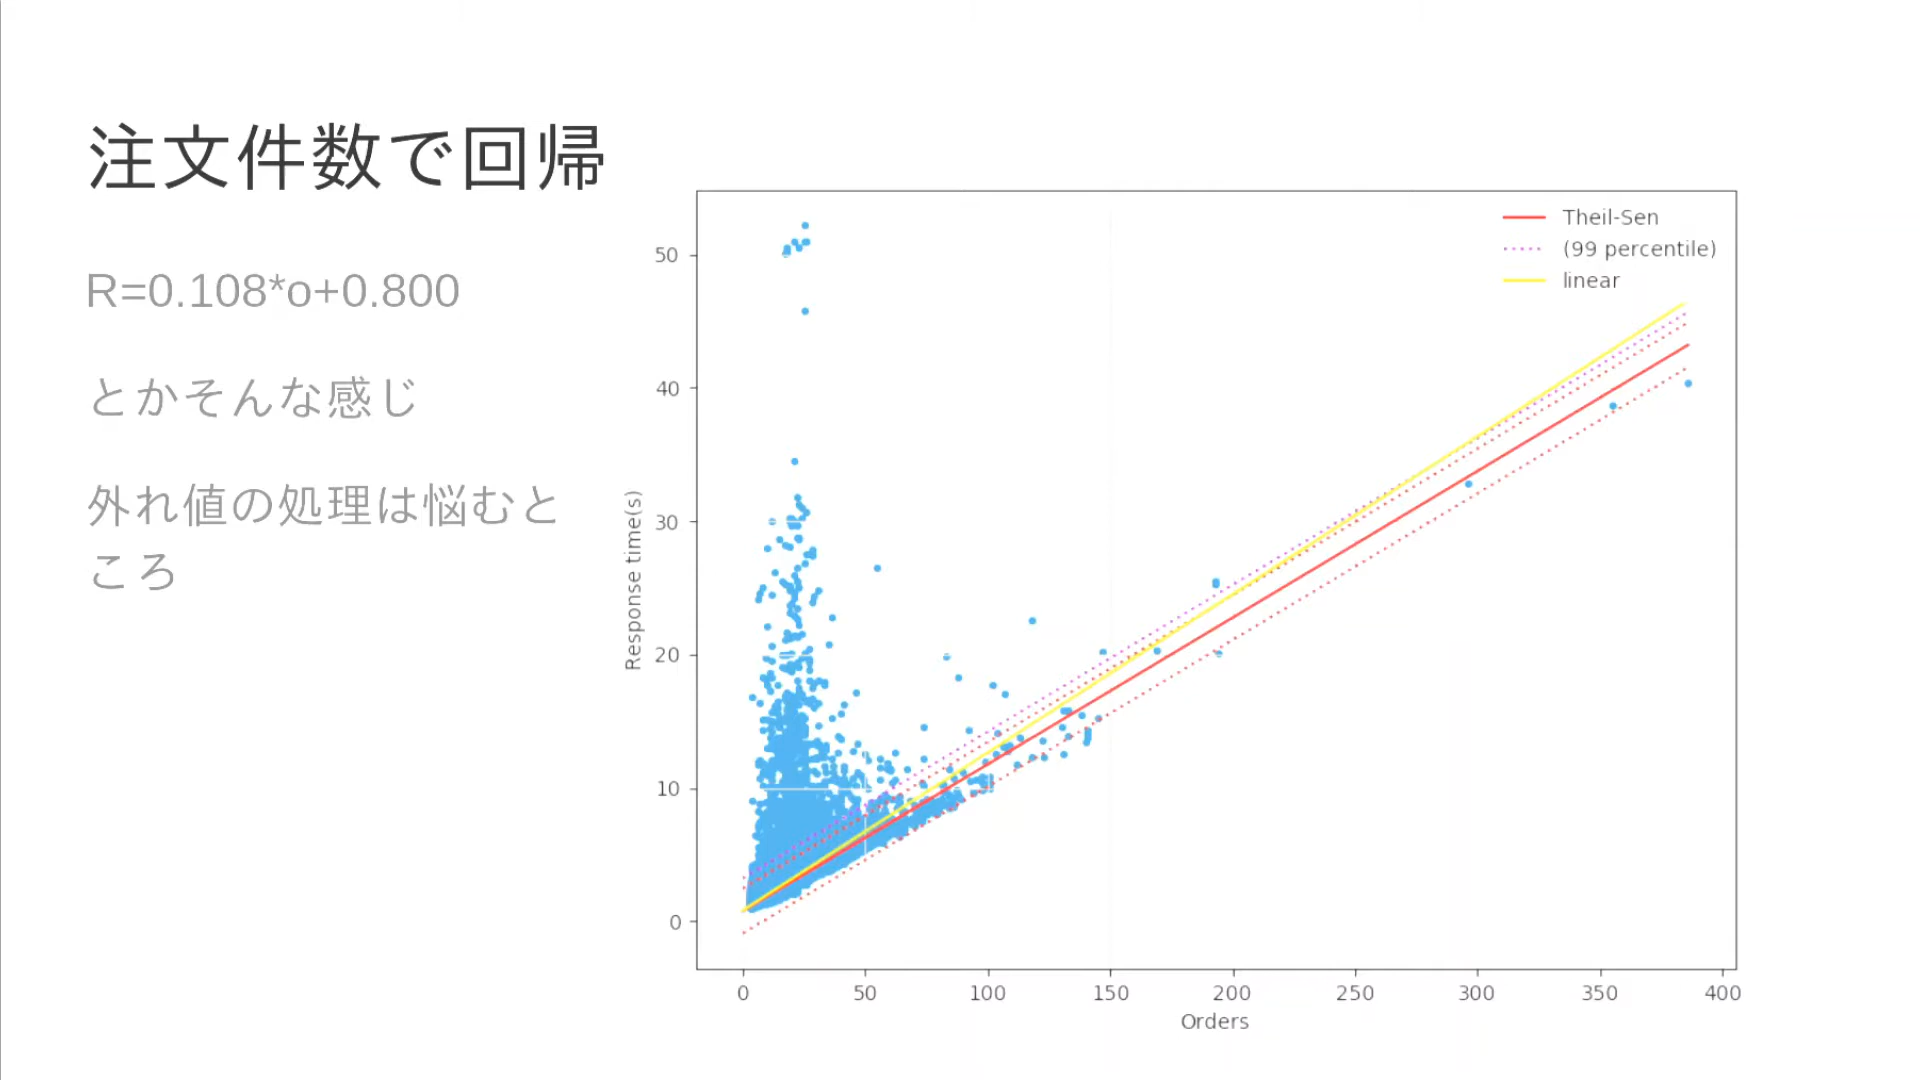 注文件数で回帰
R=0.108*o+0.800
とかそんな感じ
外れ値の処理は悩むと
ころ
Theil-Sen
(99 percentile)
linear
50
40
30
20
10
0
Response time(s)
0 50 100 150 200 250 300 350 400
Orders